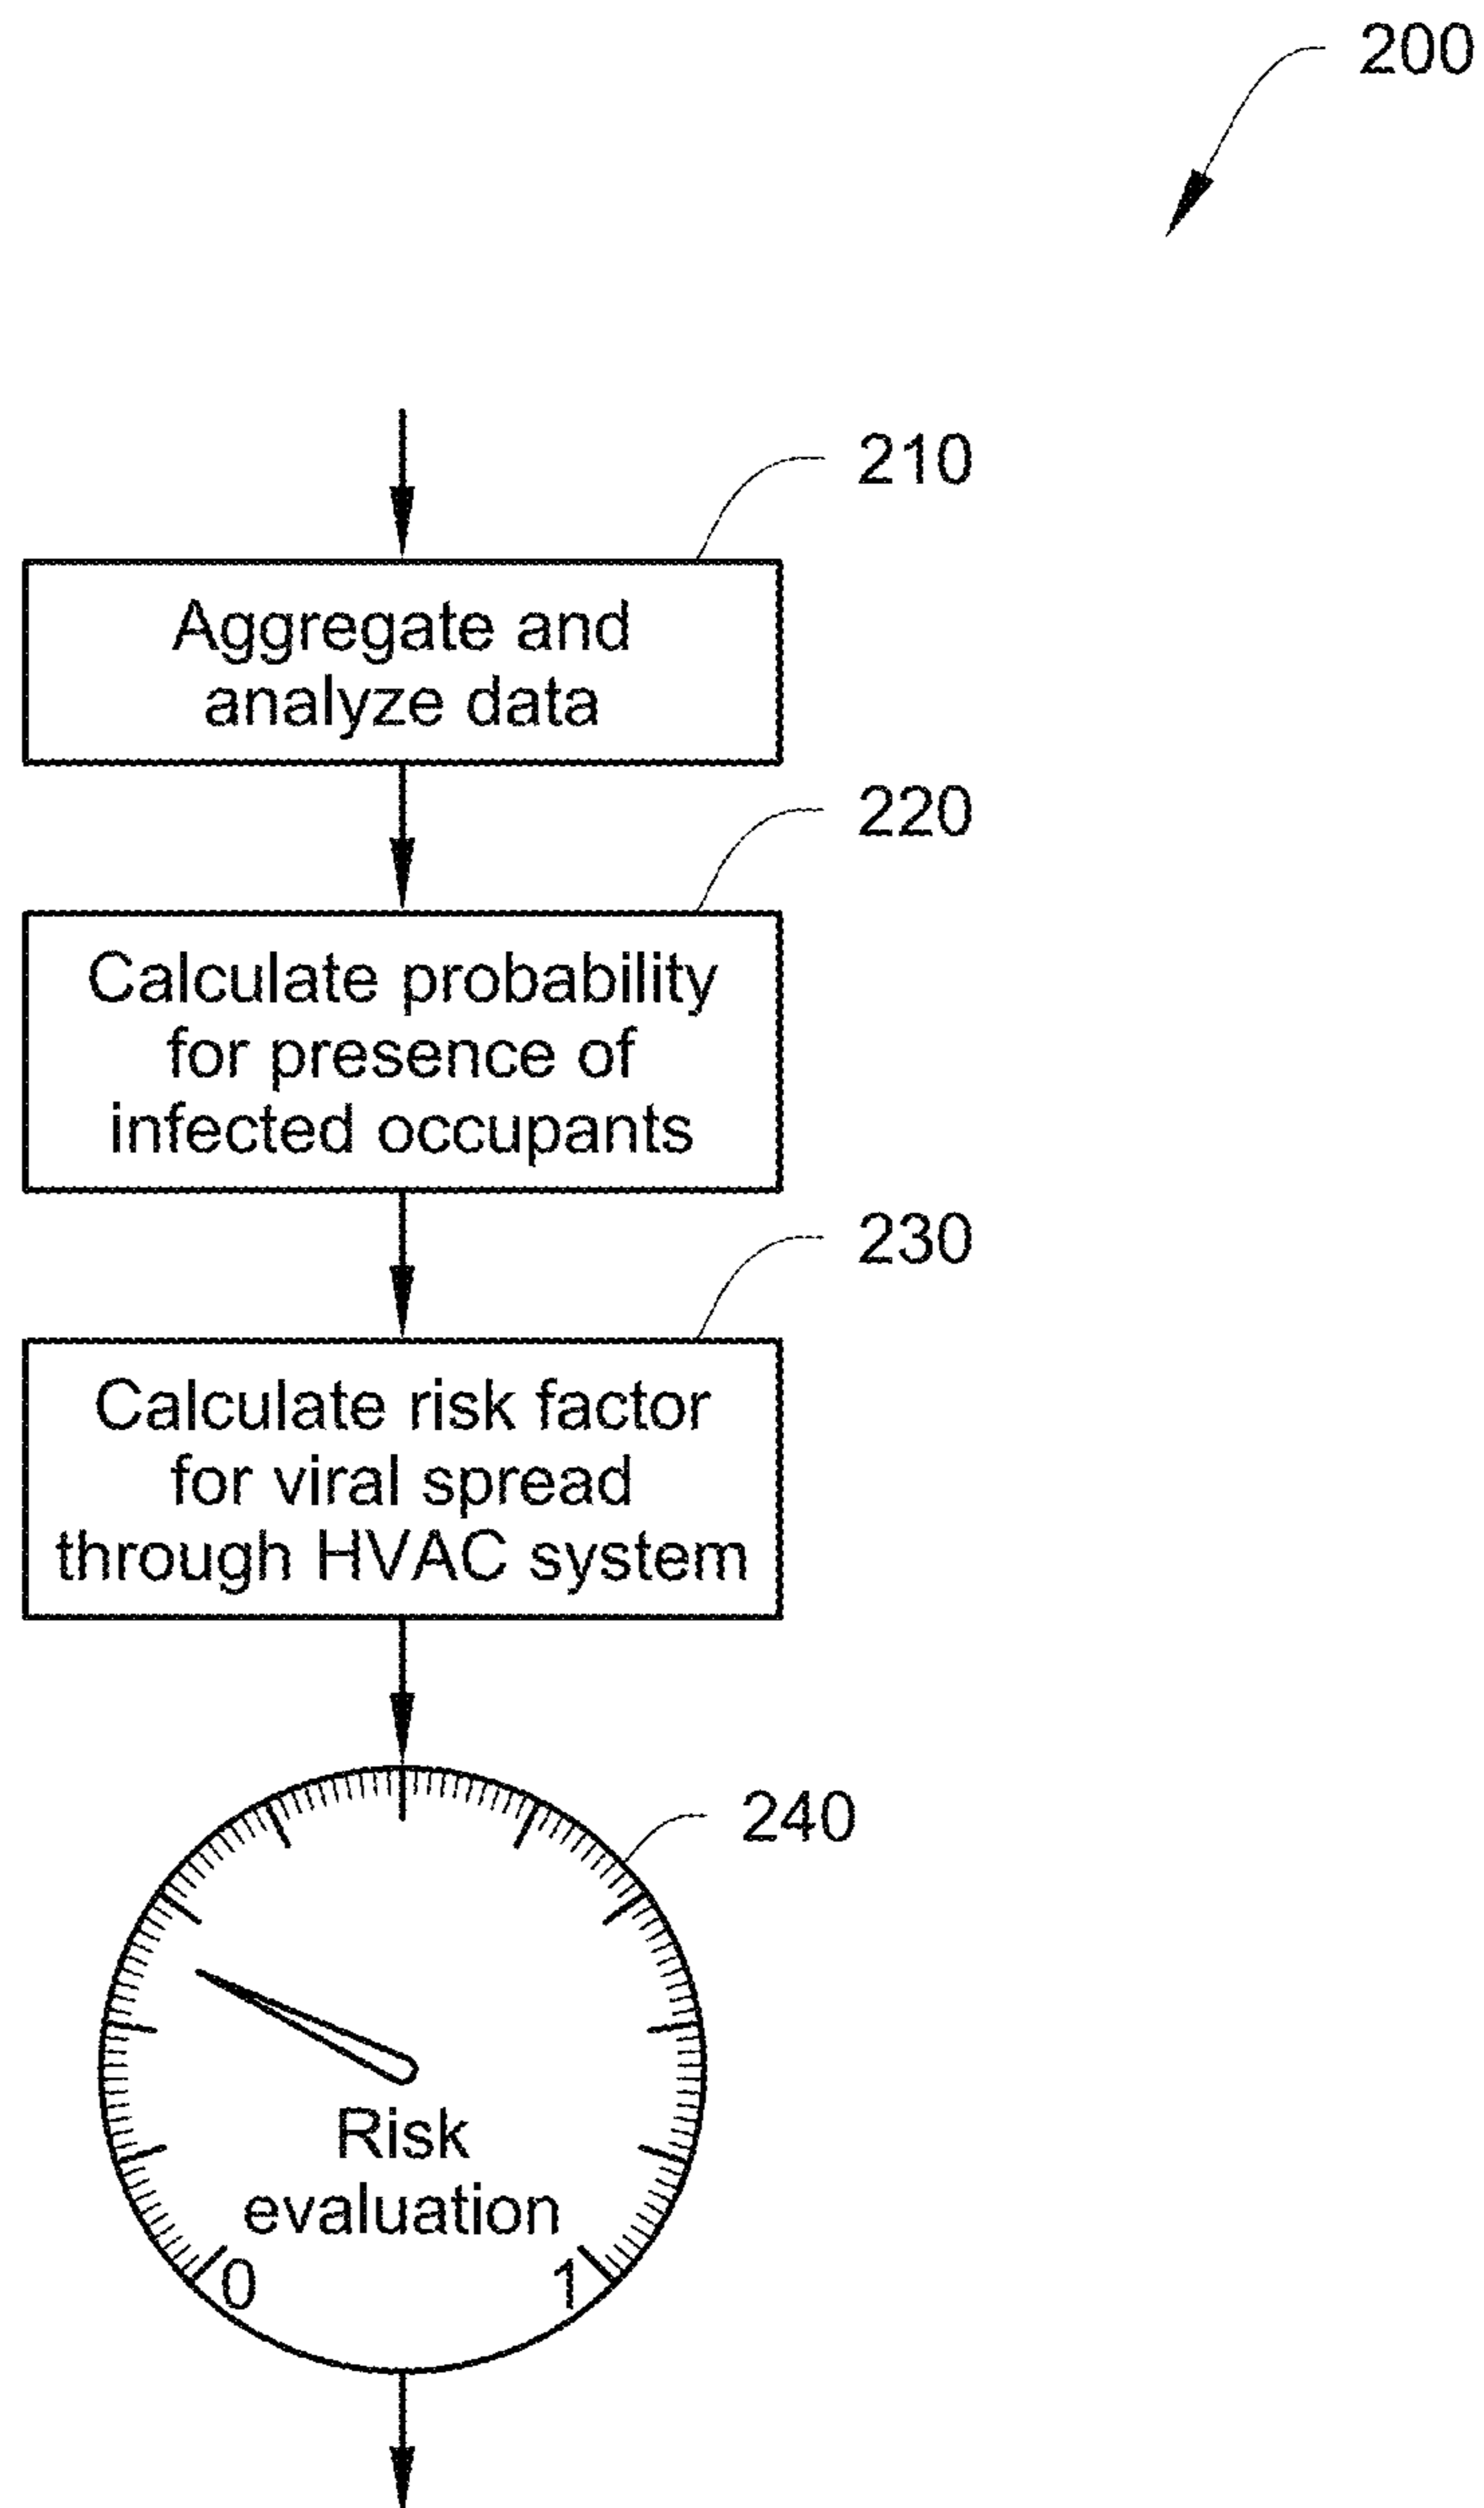 200
210
Aggregate and
analyze data
220
Calculate probability
for presence of
infected occupants
230
Calculate risk factor
for viral spread
through HVAC system
240
Risk
evaluation
0 1